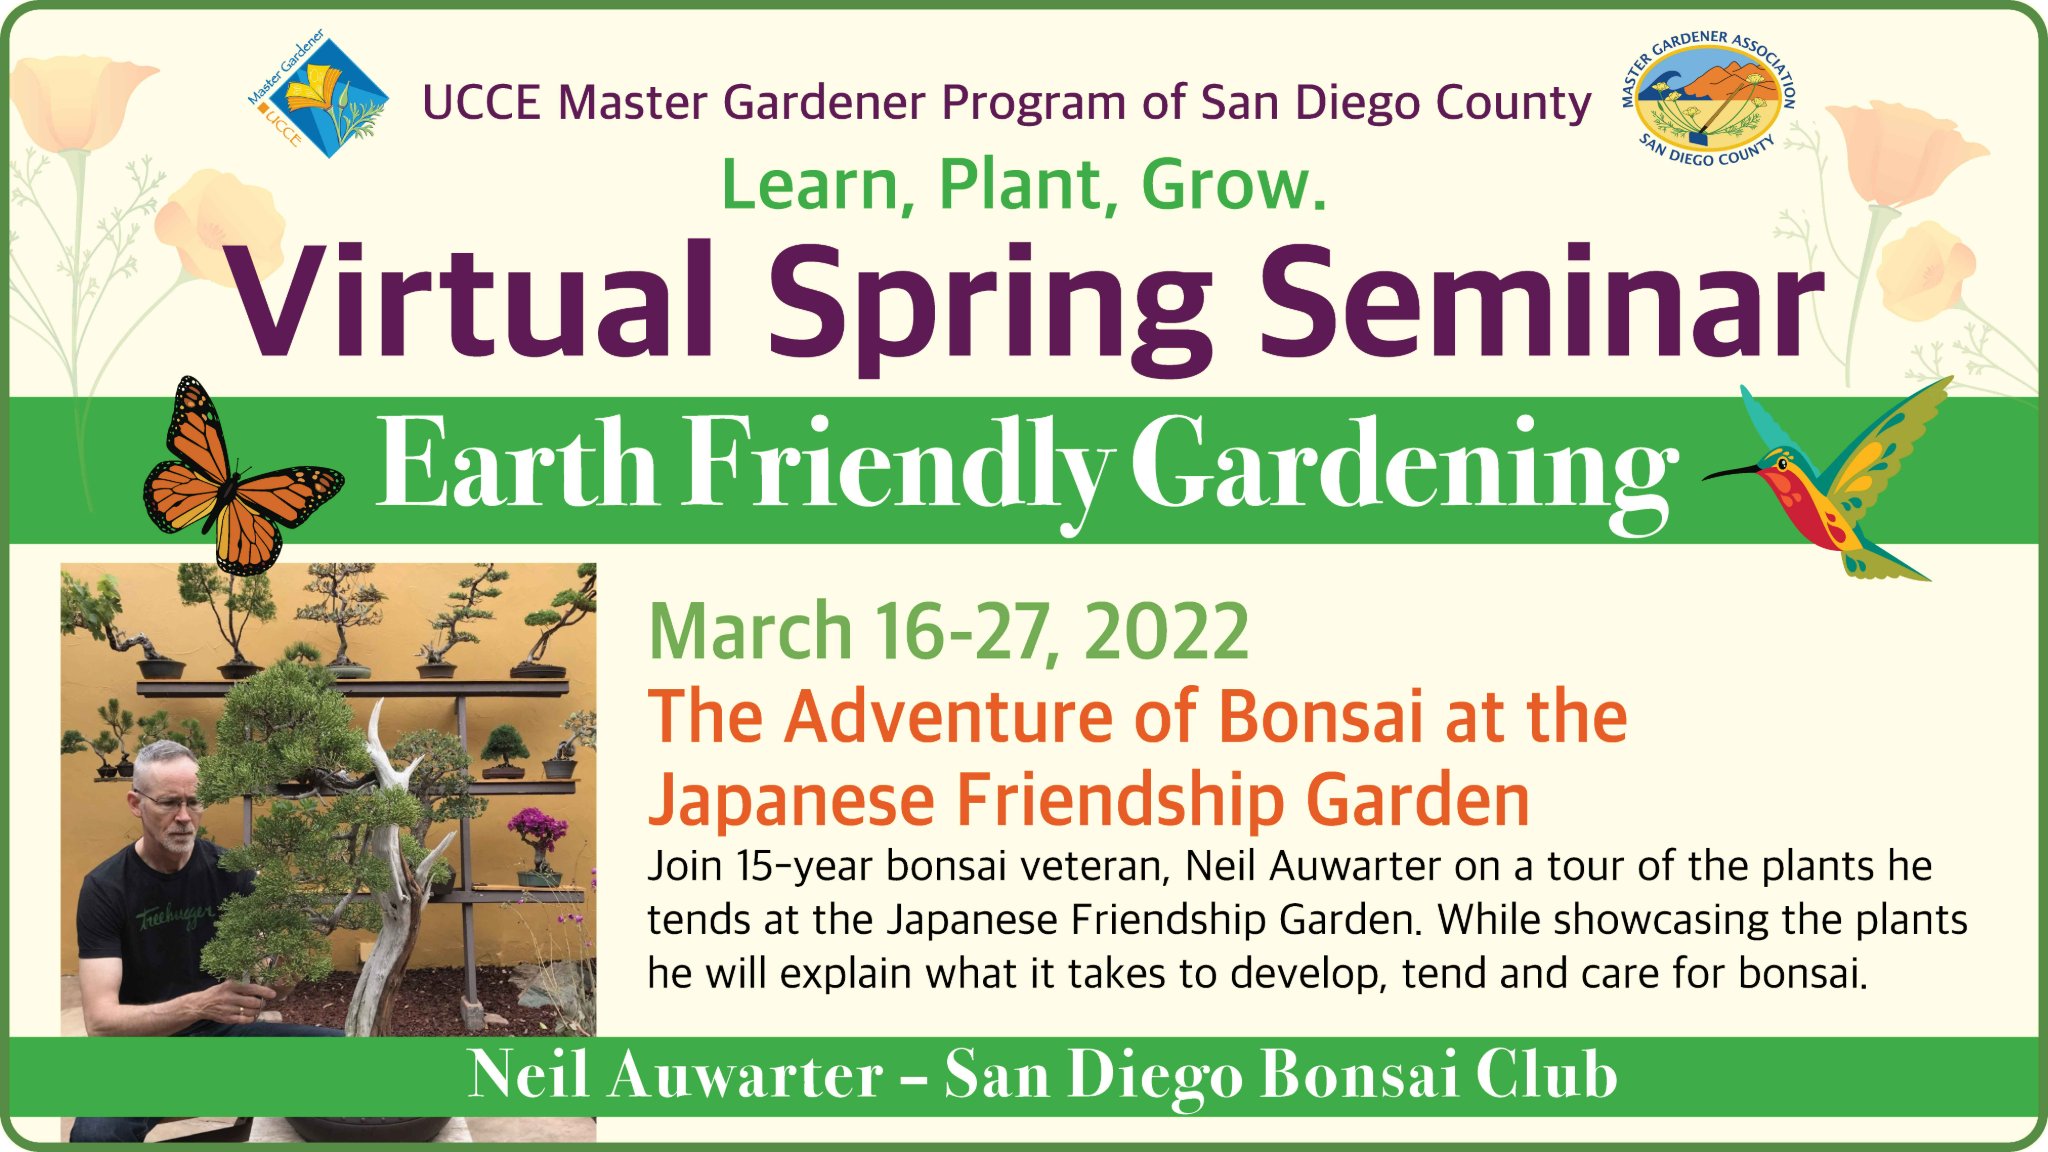 Master Gardener
UCCE
UCCE Master Gardener Program of San Diego County
MASTER GARDENER ASSOCIATION
SAN DIEGO COUNTY
Learn, Plant, Grow.
Virtual Spring Seminar
Earth Friendly Gardening
March 16-27, 2022
The Adventure of Bonsai at the
Japanese Friendship Garden
Join 15-year bonsai veteran, Neil Auwarter on a tour of the plants he
tends at the Japanese Friendship Garden. While showcasing the plants
he will explain what it takes to develop, tend and care for bonsai.
Treehugger
Neil Auwarter – San Diego Bonsai Club